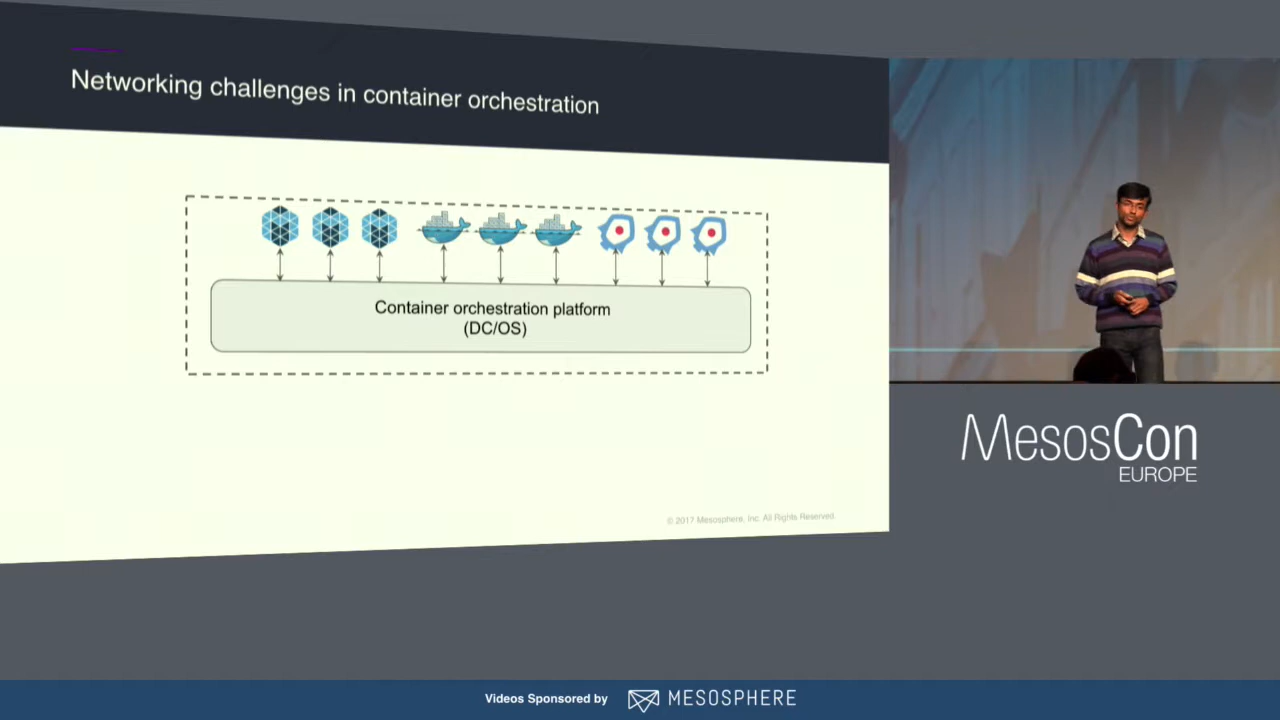 Networking challenges in container orchestration
Container orchestration platform
(DC/OS)
© 2017 Mesosphere, Inc. All Rights Reserved.
MesosCon
EUROPE
Videos Sponsored by MESOSPHERE